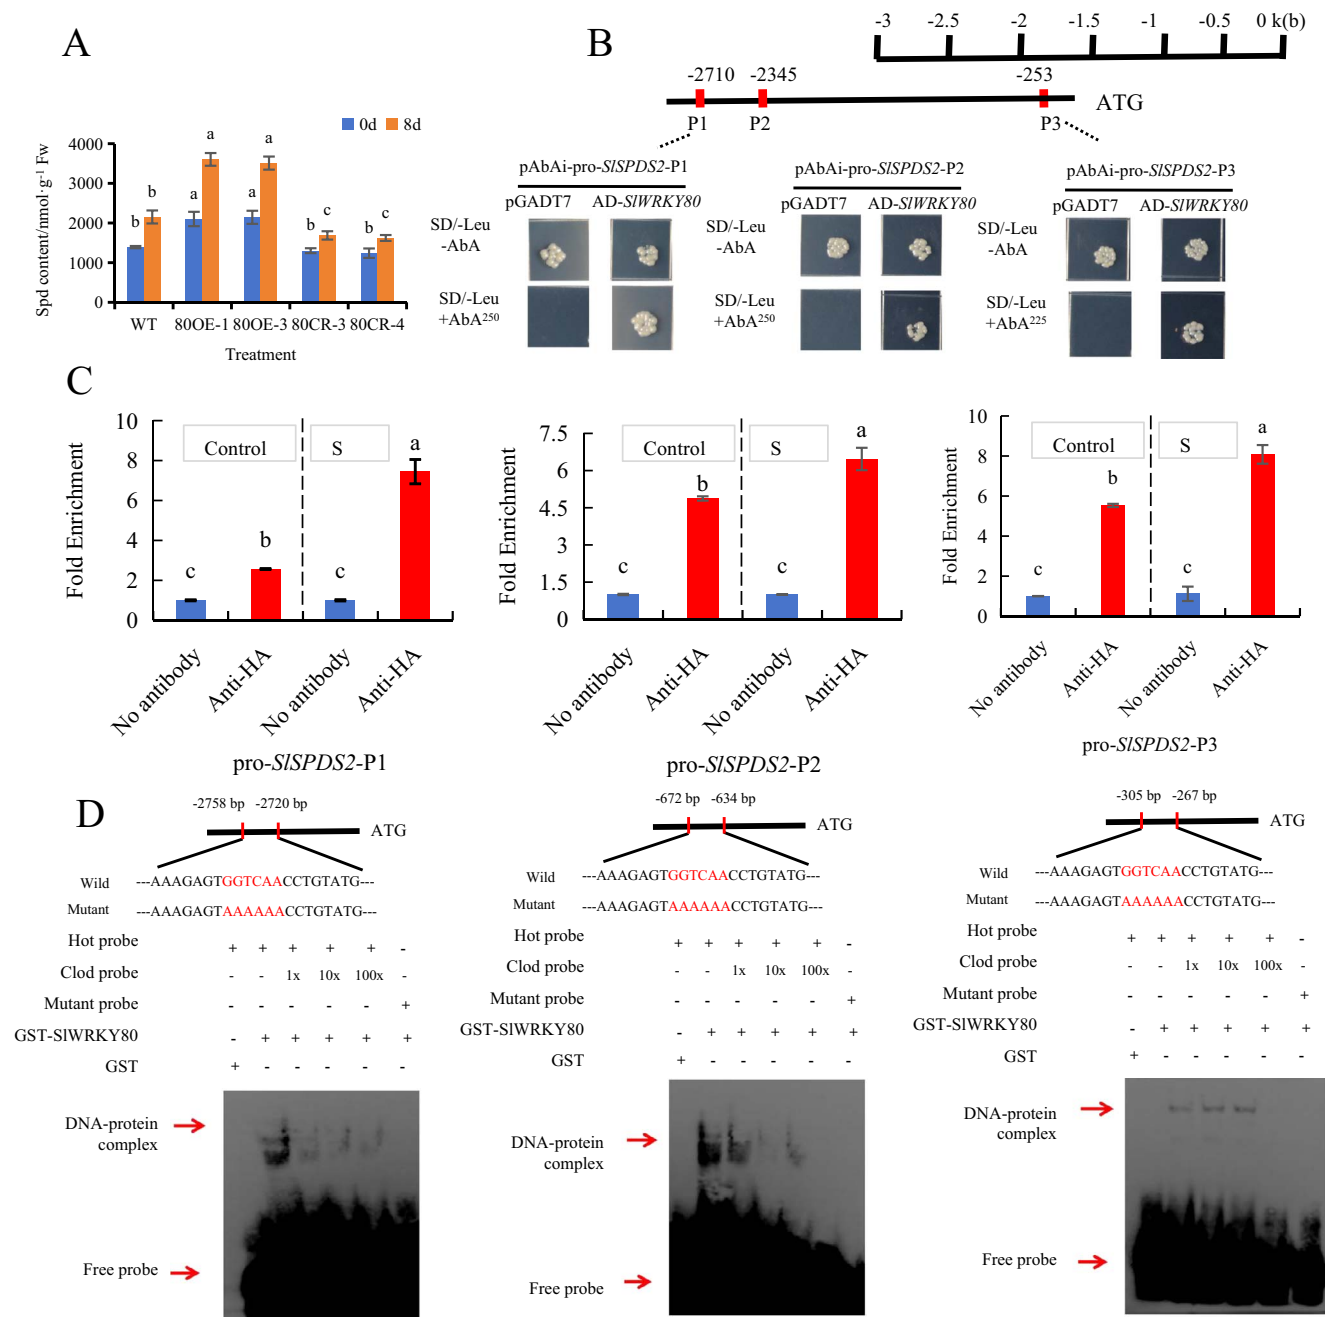 A
0d 8d
Spd content/nmol·g⁻¹ Fw
4000
3000
2000
1000
0
b b a a a a b c b c
WT 80OE-1 80OE-3 80CR-3 80CR-4
Treatment
B
-3 -2.5 -2 -1.5 -1 -0.5 0 k(b)
-2710 -2345 -253
ATG
P1 P2 P3
pAbAi-pro-SlSPDS2-P1
pGADT7 AD-SlWRKY80
SD/-Leu
-AbA
SD/-Leu
+AbA²⁵⁰
pAbAi-pro-SlSPDS2-P2
pGADT7 AD-SlWRKY80
SD/-Leu
-AbA
SD/-Leu
+AbA²⁵⁰
pAbAi-pro-SlSPDS2-P3
pGADT7 AD-SlWRKY80
SD/-Leu
-AbA
SD/-Leu
+AbA²²⁵
C
Fold Enrichment
10
8
6
4
2
0
Control S
c b c a
No antibody Anti-HA No antibody Anti-HA
pro-SlSPDS2-P1
Fold Enrichment
7.5
6
4.5
3
1.5
0
Control S
c b c a
No antibody Anti-HA No antibody Anti-HA
pro-SlSPDS2-P2
Fold Enrichment
10
8
6
4
2
0
Control S
c b c a
No antibody Anti-HA No antibody Anti-HA
pro-SlSPDS2-P3
D
-2758 bp -2720 bp
ATG
Wild ---AAAGAGTGGTCAACCTGTATG---
Mutant ---AAAGAGTAAAAAACCTGTATG---
Hot probe + + + + + -
Clod probe - - 1x 10x 100x -
Mutant probe - - - - - +
GST-SlWRKY80 - + + + + +
GST + - - - - -
DNA-protein
complex
Free probe
-672 bp -634 bp
ATG
Wild ---AAAGAGTGGTCAACCTGTATG---
Mutant ---AAAGAGTAAAAAACCTGTATG---
Hot probe + + + + + -
Clod probe - - 1x 10x 100x -
Mutant probe - - - - - +
GST-SlWRKY80 - + + + + +
GST + - - - - -
DNA-protein
complex
Free probe
-305 bp -267 bp
ATG
Wild ---AAAGAGTGGTCAACCTGTATG---
Mutant ---AAAGAGTAAAAAACCTGTATG---
Hot probe + + + + + -
Clod probe - - 1x 10x 100x -
Mutant probe - - - - - +
GST-SlWRKY80 - + + + + +
GST + - - - - -
DNA-protein
complex
Free probe